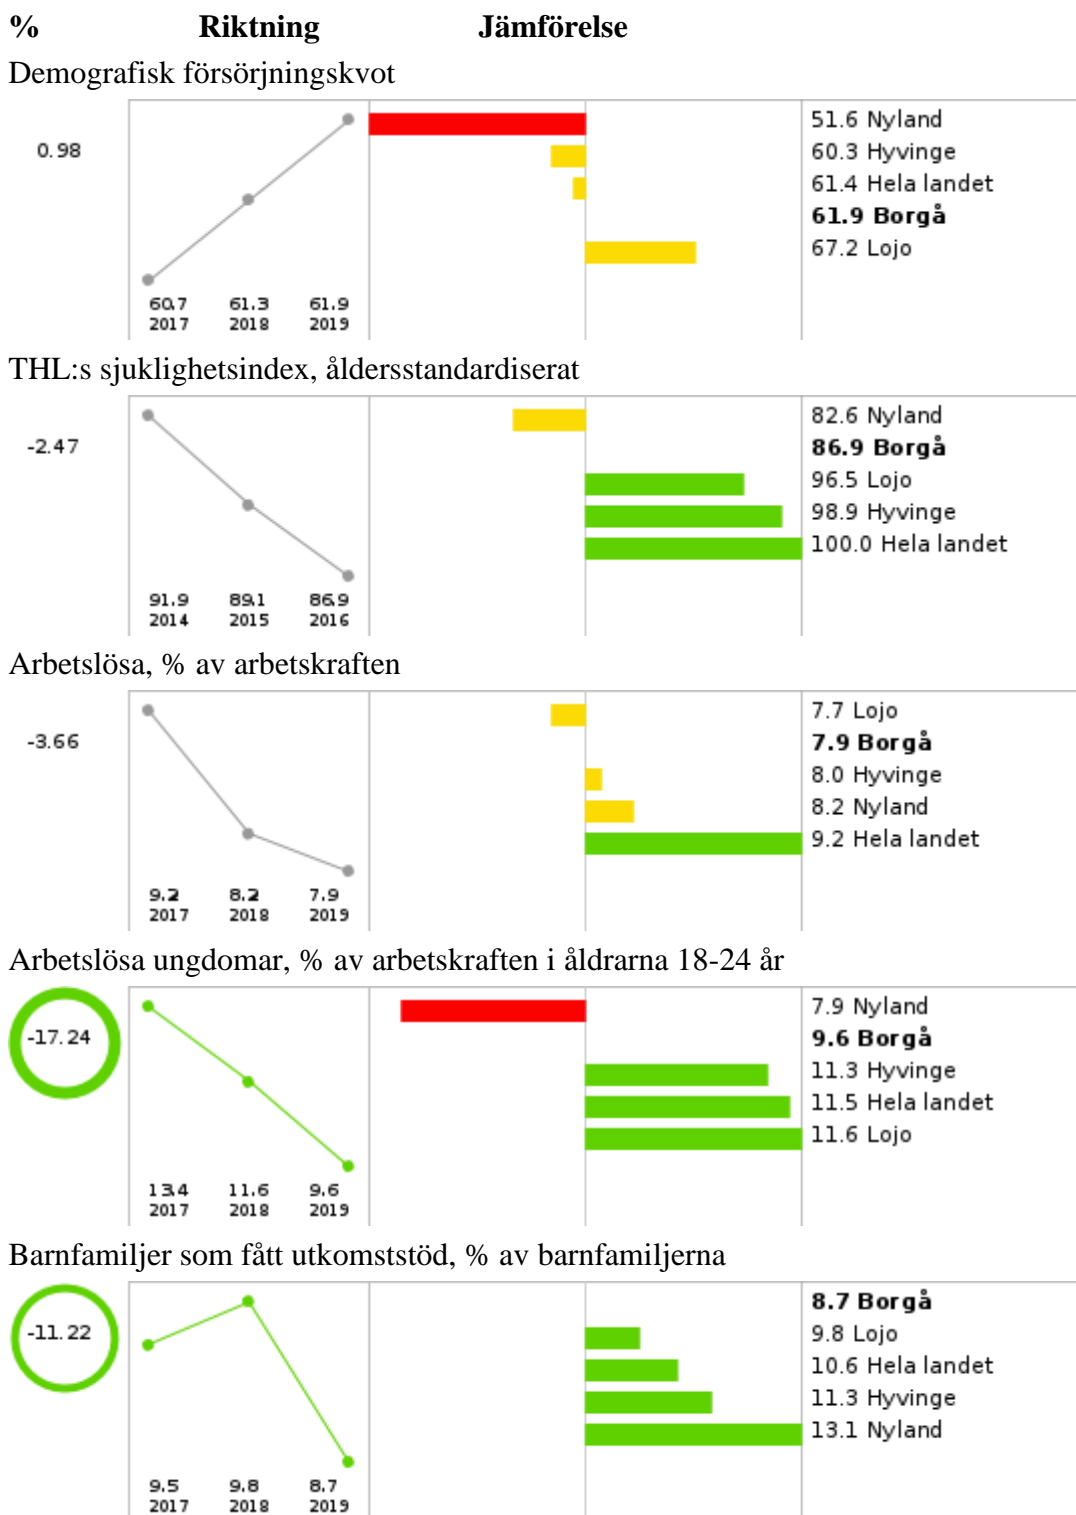 % Riktning Jämförelse
Demografisk försörjningskvot
0.98
60.7 61.3 61.9
2017 2018 2019
51.6 Nyland
60.3 Hyvinge
61.4 Hela landet
61.9 Borgå
67.2 Lojo
THL:s sjuklighetsindex, åldersstandardiserat
-2.47
91.9 89.1 86.9
2014 2015 2016
82.6 Nyland
86.9 Borgå
96.5 Lojo
98.9 Hyvinge
100.0 Hela landet
Arbetslösa, % av arbetskraften
-3.66
9.2 8.2 7.9
2017 2018 2019
7.7 Lojo
7.9 Borgå
8.0 Hyvinge
8.2 Nyland
9.2 Hela landet
Arbetslösa ungdomar, % av arbetskraften i åldrarna 18-24 år
-17.24
13.4 11.6 9.6
2017 2018 2019
7.9 Nyland
9.6 Borgå
11.3 Hyvinge
11.5 Hela landet
11.6 Lojo
Barnfamiljer som fått utkomststöd, % av barnfamiljerna
-11.22
9.5 9.8 8.7
2017 2018 2019
8.7 Borgå
9.8 Lojo
10.6 Hela landet
11.3 Hyvinge
13.1 Nyland